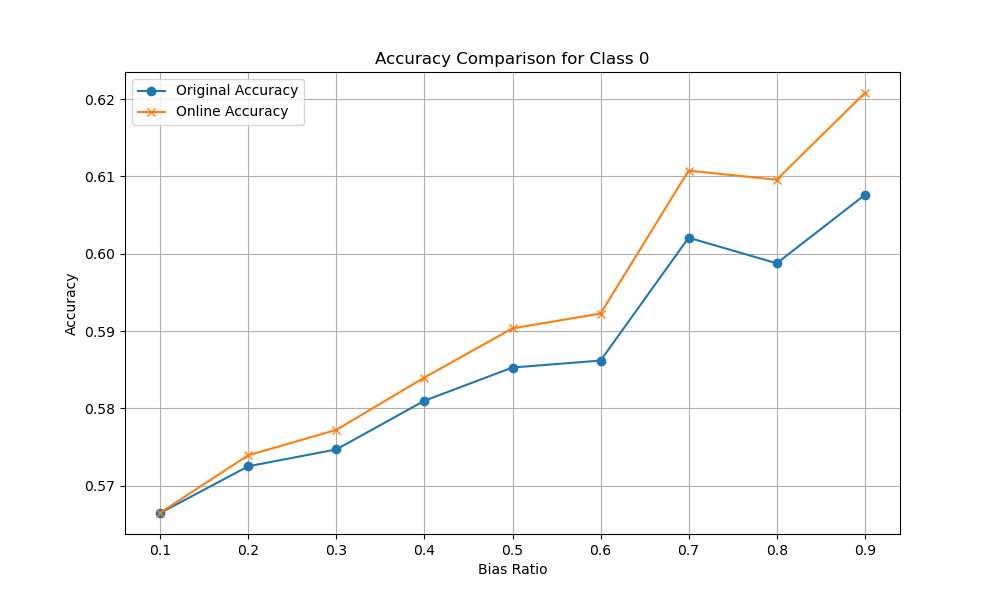 Accuracy Comparison for Class 0
Original Accuracy
Online Accuracy
0.62
0.61
0.60
0.59
0.58
0.57
Accuracy
0.1 0.2 0.3 0.4 0.5 0.6 0.7 0.8 0.9
Bias Ratio